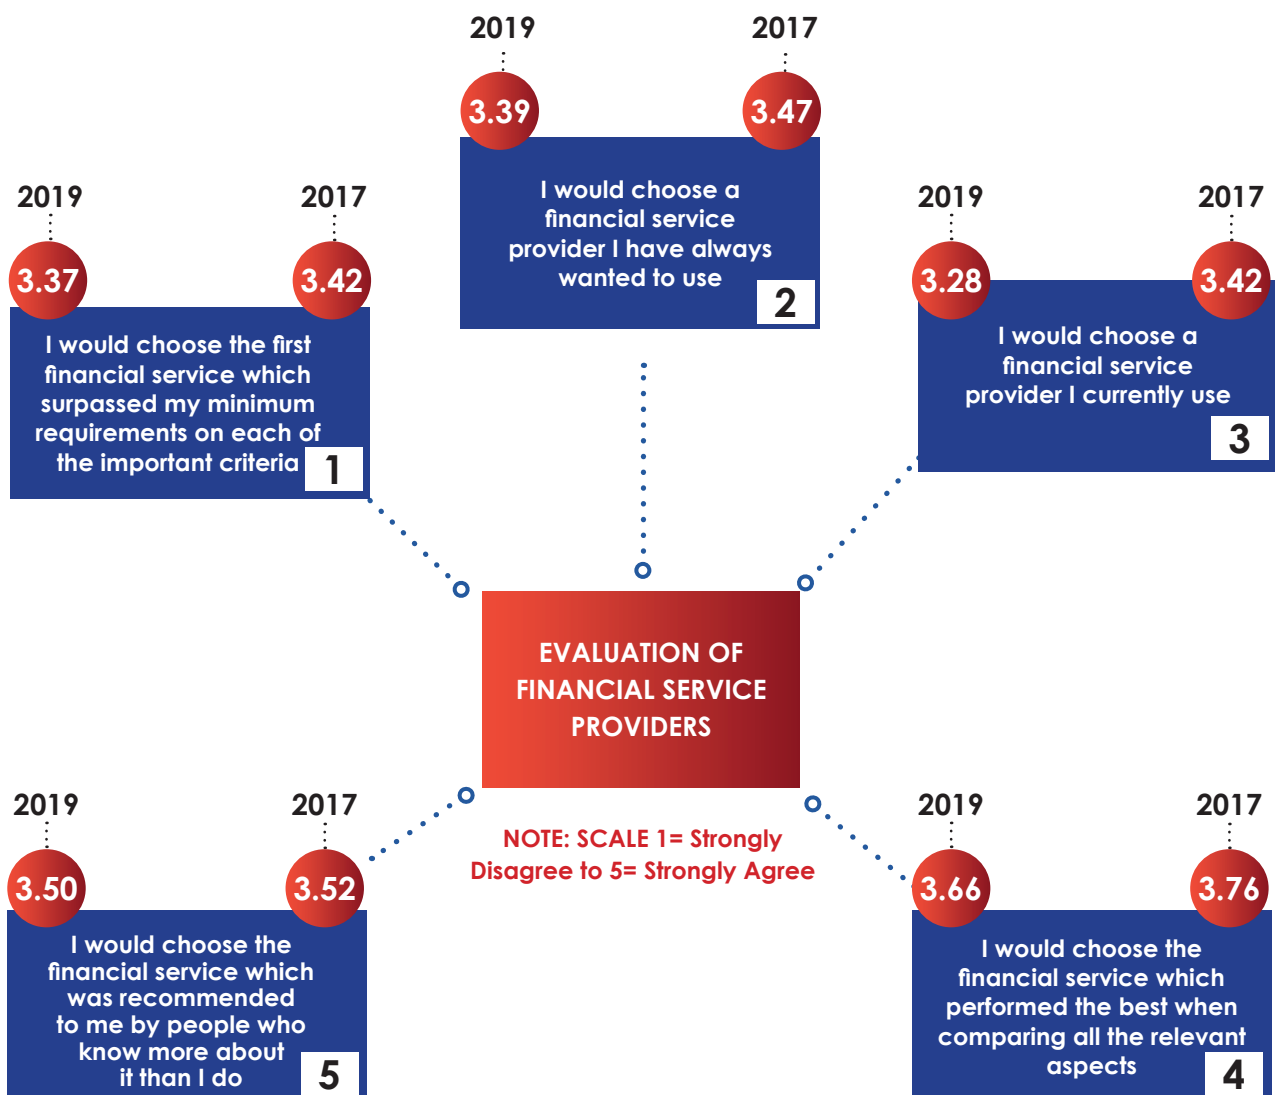 2019
2017
3.39
3.47
I would choose a
financial service
provider I have always
wanted to use
2
2019
2017
3.37
3.42
I would choose the first
financial service which
surpassed my minimum
requirements on each of
the important criteria
1
2019
2017
3.28
3.42
I would choose a
financial service
provider I currently use
3
EVALUATION OF
FINANCIAL SERVICE
PROVIDERS
NOTE: SCALE 1= Strongly
Disagree to 5= Strongly Agree
2019
2017
3.50
3.52
I would choose the
financial service which
was recommended
to me by people who
know more about
it than I do
5
2019
2017
3.66
3.76
I would choose the
financial service which
performed the best when
comparing all the relevant
aspects
4